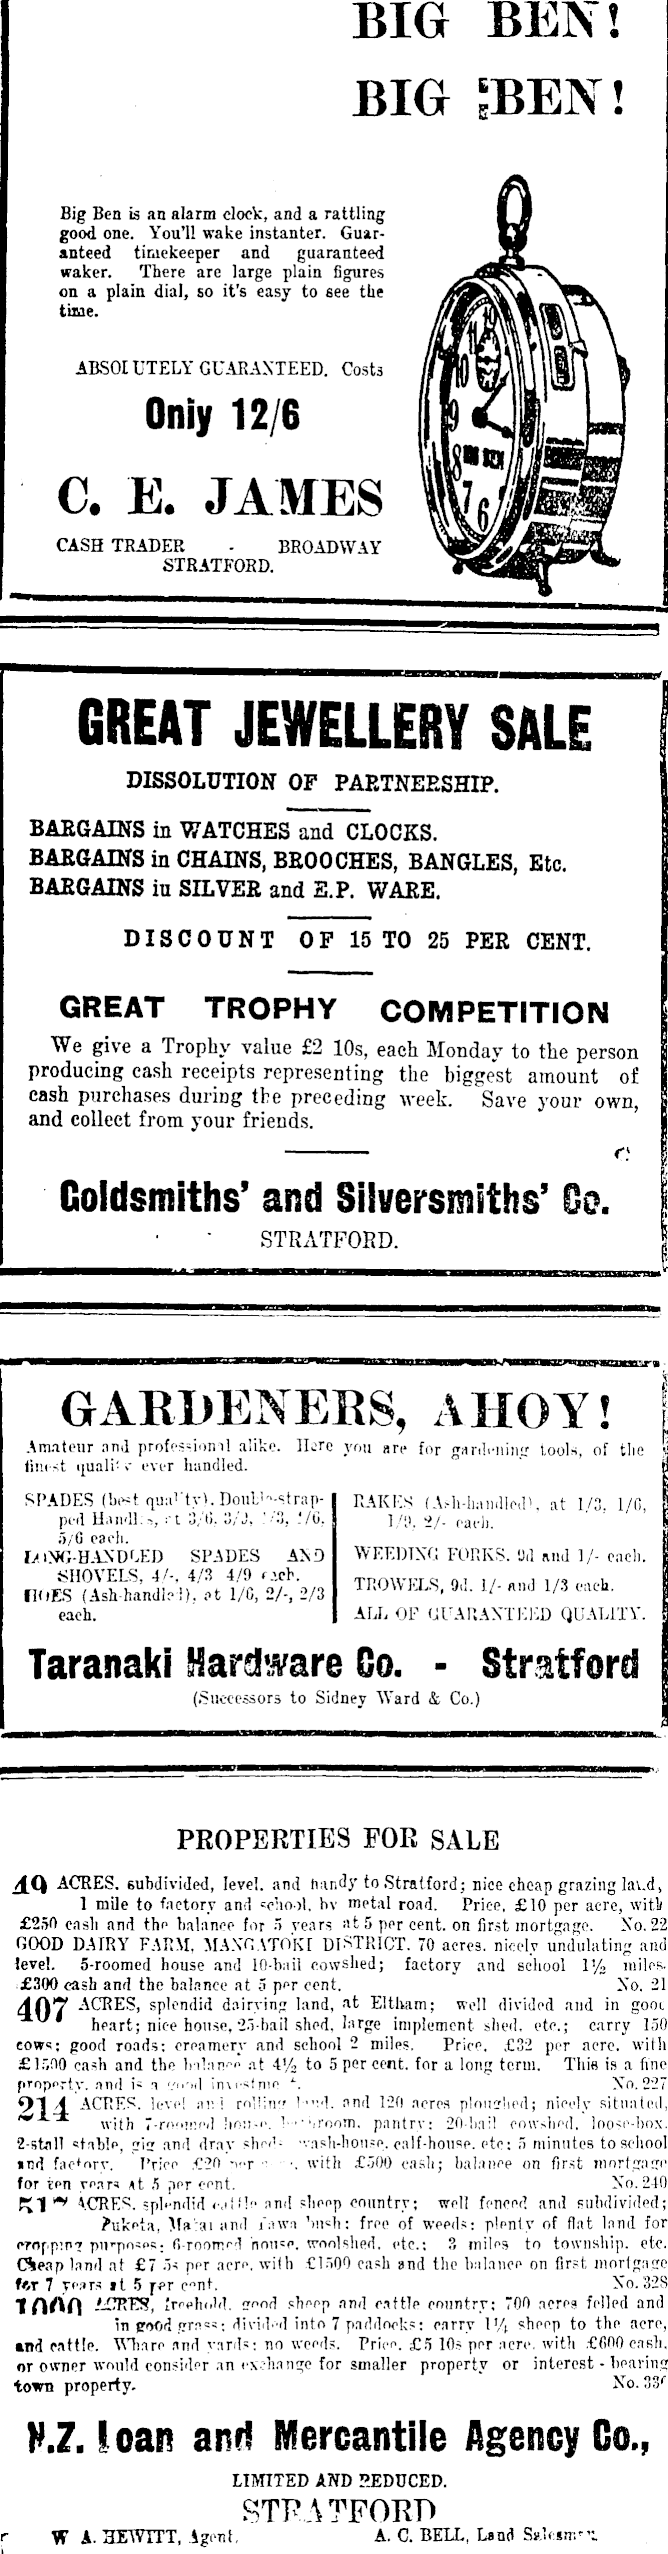 BIG BEN!
BIG BEN!
Big Ben is an alarm clock, and a rattling
good one. You'll wake instanter. Guar-
anteed timekeeper and guaranteed
waker. There are large plain figures
on a plain dial, so it's easy to see the
time.
ABSOLUTELY GUARANTEED. Costs
Only 12/6
C. E. JAMES
CASH TRADER - BROADWAY
STRATFORD.
GREAT JEWELLERY SALE
DISSOLUTION OF PARTNERSHIP.
BARGAINS in WATCHES and CLOCKS.
BARGAINS in CHAINS, BROOCHES, BANGLES, Etc.
BARGAINS in SILVER and E.P. WARE.
DISCOUNT OF 15 TO 25 PER CENT.
GREAT TROPHY COMPETITION
We give a Trophy value £2 10s, each Monday to the person
producing cash receipts representing the biggest amount of
cash purchases during the preceding week. Save your own,
and collect from your friends.
Goldsmiths' and Silversmiths' Co.
STRATFORD.
GARDENERS, AHOY!
Amateur and professional alike. Here you are for gardening tools, of the
finest quality ever handled.
SPADES (best quality). Double-strap-
ped Handles, at 3/6, 3/9, 4/6,
5/6 each.
LONG-HANDLED SPADES AND
SHOVELS, 4/-, 4/3 4/9 each.
HOES (Ash-handled), at 1/6, 2/-, 2/3
each.
RAKES (Ash-handled), at 1/3, 1/6,
1/9, 2/- each.
WEEDING FORKS. 9d and 1/- each.
TROWELS, 9d. 1/- and 1/3 each.
ALL OF GUARANTEED QUALITY.
Taranaki Hardware Co. - Stratford
(Successors to Sidney Ward & Co.)
PROPERTIES FOR SALE
49 ACRES. subdivided, level. and handy to Stratford; nice cheap grazing land,
1 mile to factory and school, by metal road. Price, £10 per acre, with
£250 cash and the balance for 5 years at 5 per cent. on first mortgage. No. 22
GOOD DAIRY FARM, MANGATOKI DISTRICT. 70 acres. nicely undulating and
level. 5-roomed house and 10-bail cowshed; factory and school 1½ miles.
£300 cash and the balance at 5 per cent. No. 21
407 ACRES, splendid dairying land, at Eltham; well divided and in good
heart; nice house, 25-bail shed, large implement shed, etc.; carry 150
cows; good roads; creamery and school 2 miles. Price, £32 per acre. with
£1500 cash and the balance at 4½ to 5 per cent. for a long term. This is a fine
property. and is a good No. 227
214 ACRES. level and rolling land, and 120 acres ploughed; nicely situated,
with 7-roomed house, bathroom, pantry; 20-bail cowshed, loose-box.
2-stall stable, gig and dray shed, wash-house, calf-house, etc; 5 minutes to school
and factory. Price £20 per with £500 cash; balance on first mortgage
for ten years at 5 per cent. No. 240
ACRES. splendid cattle and sheep country; well fenced and subdivided;
Puketa, Matai and Tawa bush; free of weeds; plenty of flat land for
cropping purposes; 6-roomed house, woolshed, etc.; 3 miles to township, etc.
Cheap land at £7 5s per acre, with £1500 cash and the balance on first mortgage
for 7 years at 5 per cent. No. 328
1000 ACRES, freehold, good sheep and cattle country; 700 acres felled and
in good grass; divided into 7 paddocks; carry 1¼ sheep to the acre,
and cattle. Whare and yards; no weeds. Price, £5 10s per acre, with £600 cash,
or owner would consider an exchange for smaller property or interest-bearing
town property. No.
N.Z. Loan and Mercantile Agency Co.,
LIMITED AND REDUCED.
STRATFORD
W A. HEWITT, Agent. A. C. BELL, Land Salesman.